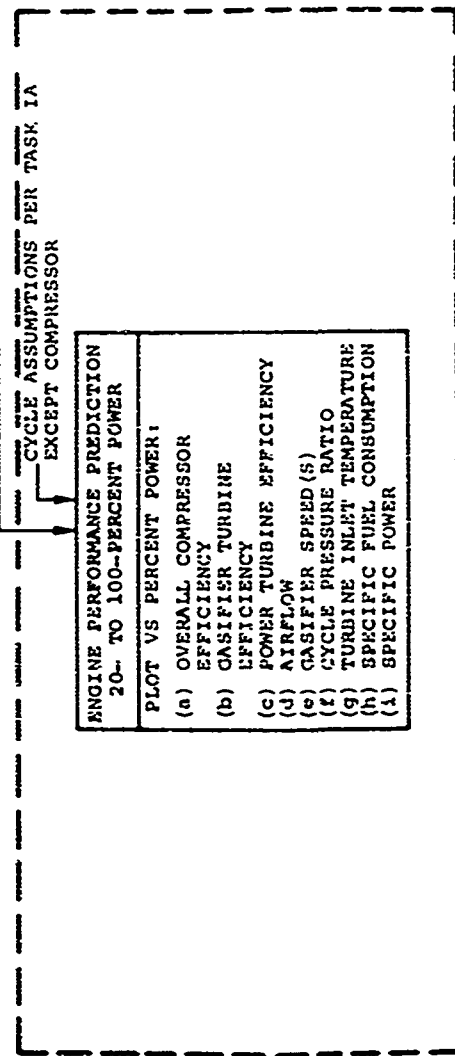 CYCLE ASSUMPTIONS PER TASK IA
EXCEPT COMPRESSOR
ENGINE PERFORMANCE PREDICTION
20- TO 100-PERCENT POWER
PLOT VS PERCENT POWER:
(a) OVERALL COMPRESSOR
EFFICIENCY
(b) GASIFIER TURBINE
EFFICIENCY
(c) POWER TURBINE EFFICIENCY
(d) AIRFLOW
(e) GASIFIER SPEED(S)
(f) CYCLE PRESSURE RATIO
(g) TURBINE INLET TEMPERATURE
(h) SPECIFIC FUEL CONSUMPTION
(i) SPECIFIC POWER